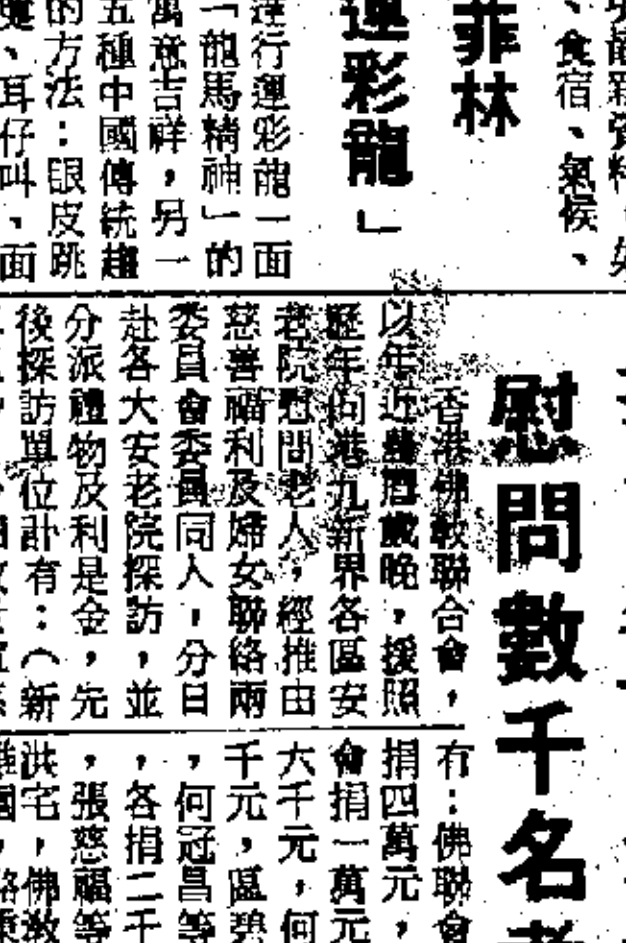 、食宿、氣候、
菲林
運彩龍」
運行運彩龍一面
「龍馬精神」的
萬意吉祥，另一
五種中國傳統趨
的方法：眼皮跳
、耳仔叫、面
慰問數千名老
香港佛教聯合會，
以年近歲晚，援照
歷年向港九新界各區安
老院慰問老人，經推由
慈善福利及婦女聯絡兩
委員會委員同人，分日
赴各大安老院探訪，並
分派禮物及利是金，先
後探訪單位計有：（新
有：佛聯會
捐四萬元，
會捐一萬元
六千元，何
千元，區碧
，何冠昌等
，各捐二千
，張慈福等
洪宅，佛教